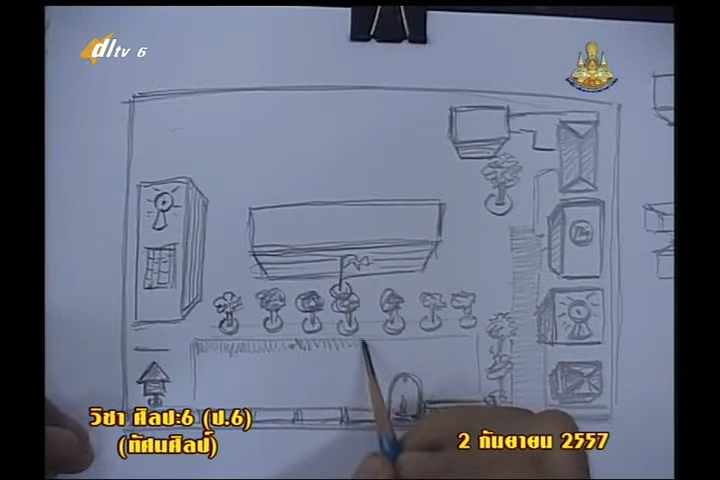 dltv 6
วิชา ศิลปะ6 (ป.6)
(ทัศนศิลป์)
2 กันยายน 2557